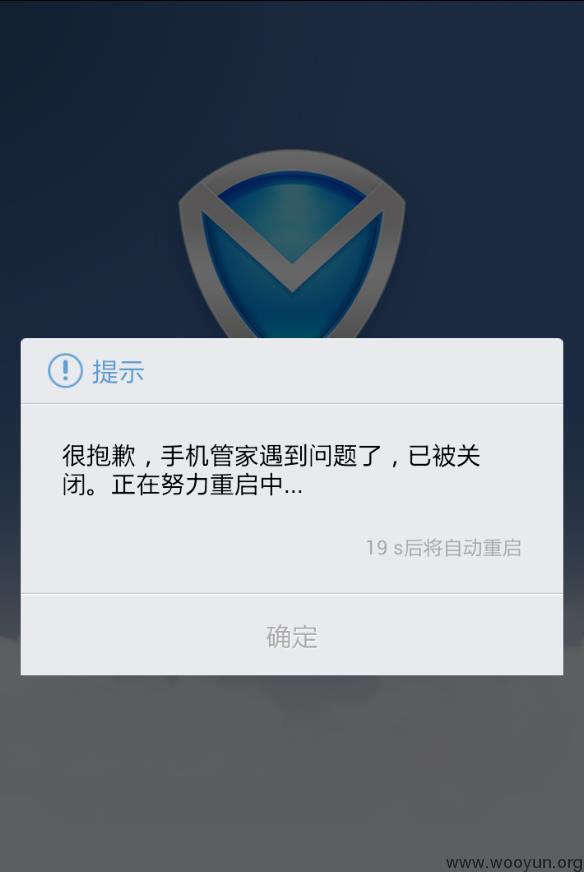 提示
很抱歉，手机管家遇到问题了，已被关
闭。正在努力重启中...
19 s后将自动重启
确定
www.wooyun.org